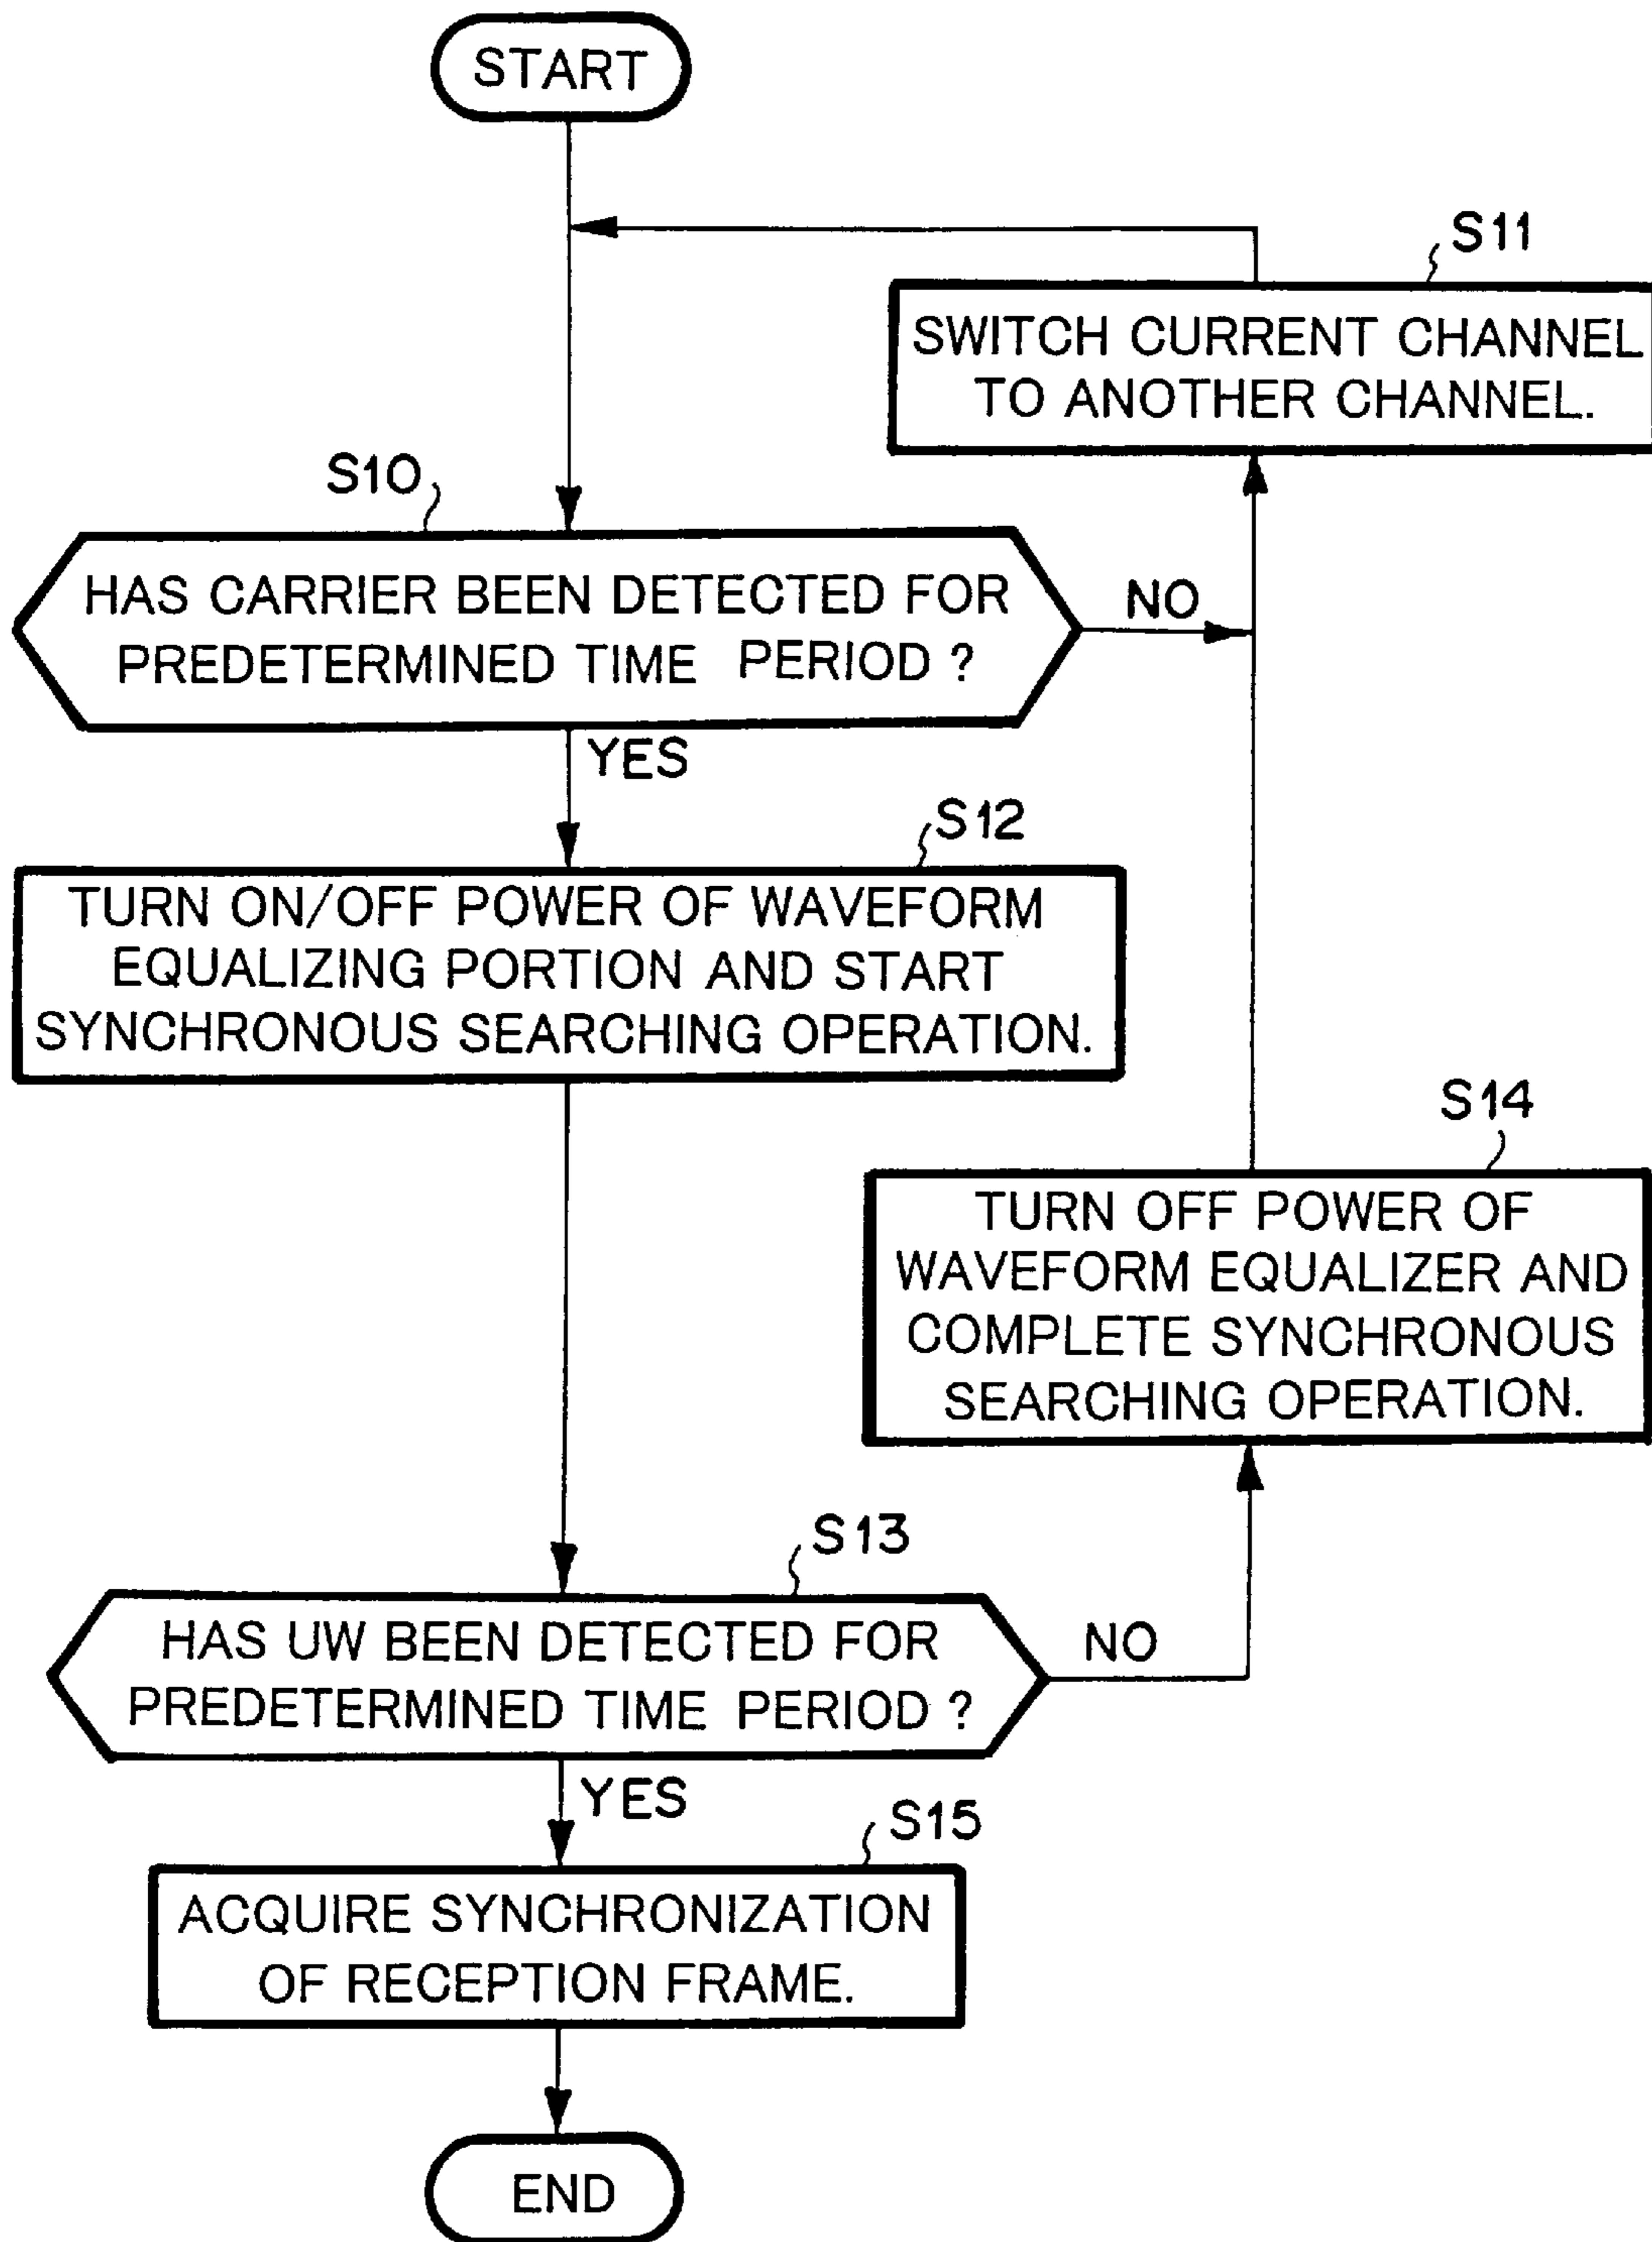 START
S11
SWITCH CURRENT CHANNEL
TO ANOTHER CHANNEL.
S10
HAS CARRIER BEEN DETECTED FOR
PREDETERMINED TIME PERIOD ?
NO
YES
S12
TURN ON/OFF POWER OF WAVEFORM
EQUALIZING PORTION AND START
SYNCHRONOUS SEARCHING OPERATION.
S14
TURN OFF POWER OF
WAVEFORM EQUALIZER AND
COMPLETE SYNCHRONOUS
SEARCHING OPERATION.
S13
HAS UW BEEN DETECTED FOR
PREDETERMINED TIME PERIOD ?
NO
YES
S15
ACQUIRE SYNCHRONIZATION
OF RECEPTION FRAME.
END